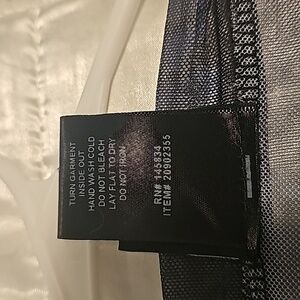 TURN GARMENT
INSIDE OUT
HAND WASH COLD
DO NOT BLEACH
LAY FLAT TO DRY
DO NOT IRON
RN# 145834
ITEM# 20902355